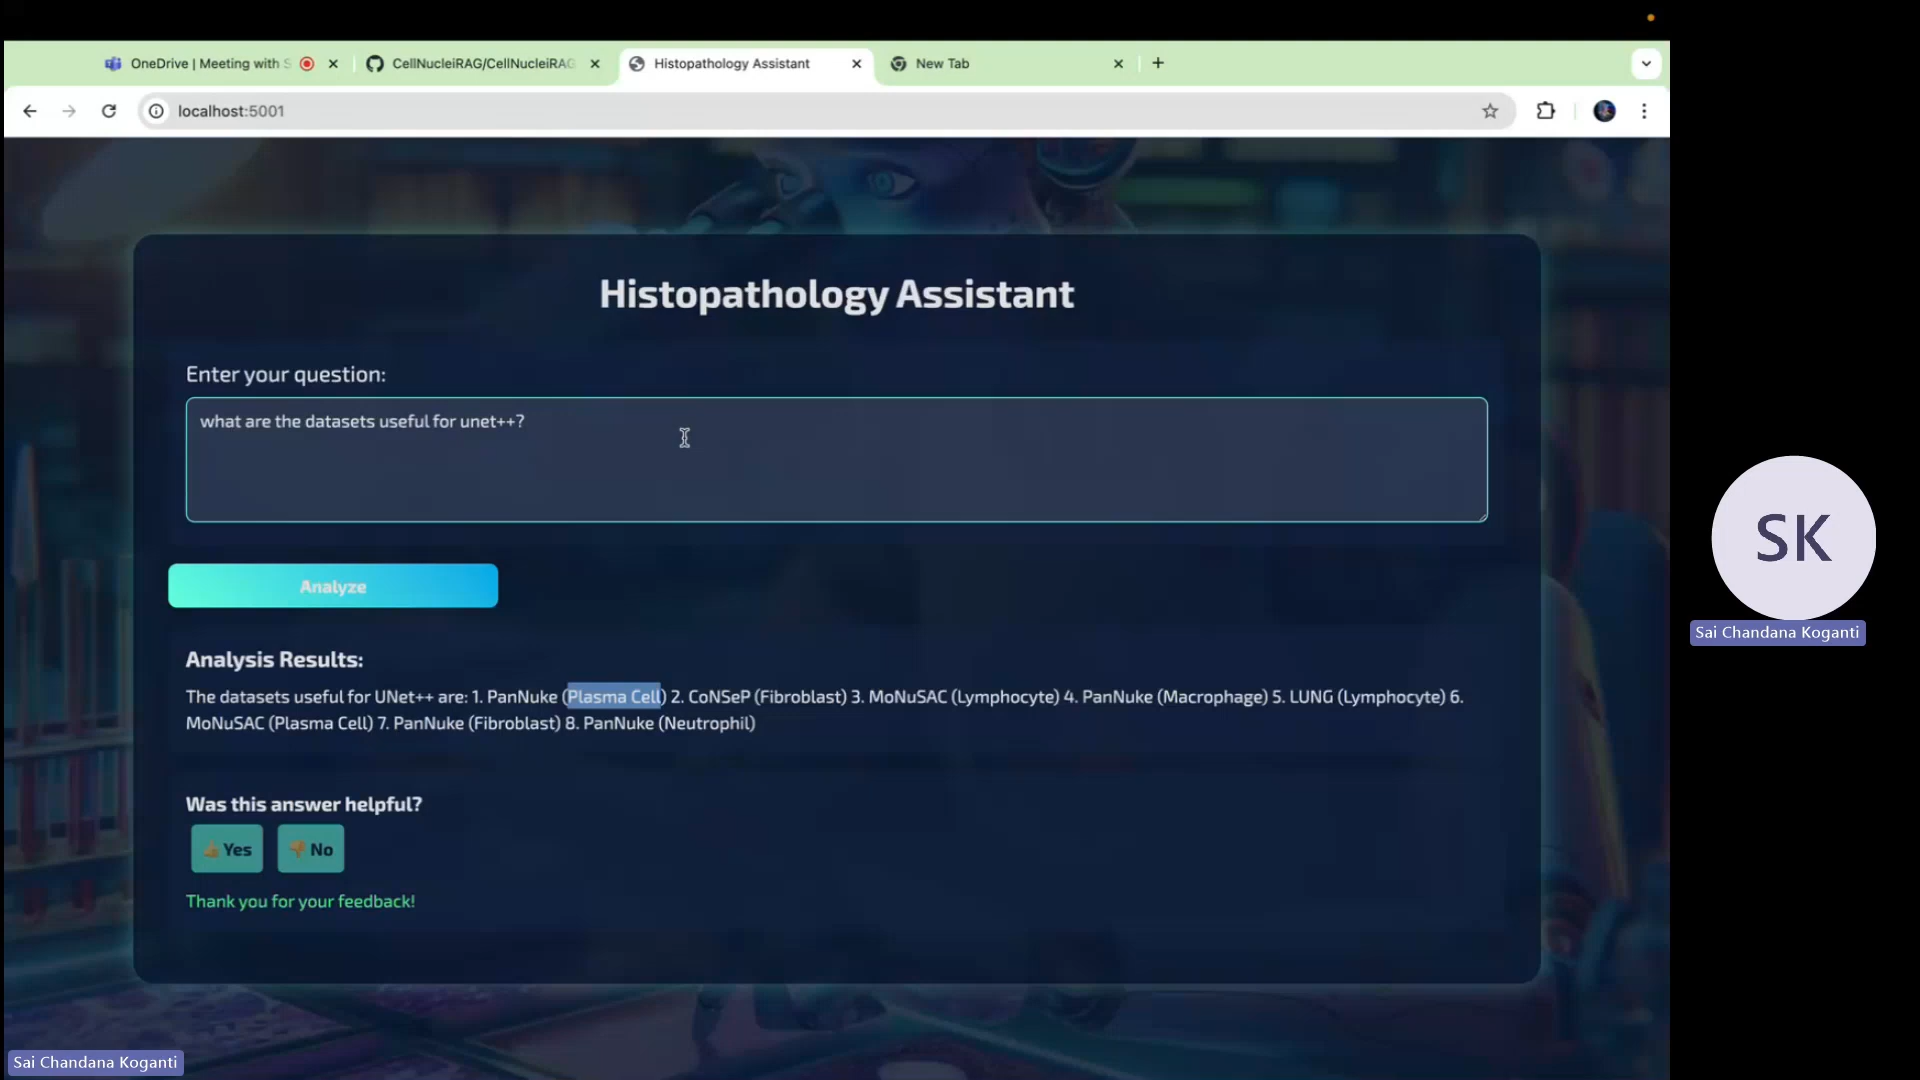 OneDrive | Meeting with S
CellNucleiRAG/CellNucleiRAG
Histopathology Assistant
New Tab
localhost:5001
Histopathology Assistant
Enter your question:
what are the datasets useful for unet++?
Analyze
Analysis Results:
The datasets useful for UNet++ are: 1. PanNuke (Plasma Cell) 2. CoNSeP (Fibroblast) 3. MoNuSAC (Lymphocyte) 4. PanNuke (Macrophage) 5. LUNG (Lymphocyte) 6.
MoNuSAC (Plasma Cell) 7. PanNuke (Fibroblast) 8. PanNuke (Neutrophil)
Was this answer helpful?
👍 Yes 👎 No
Thank you for your feedback!
SK
Sai Chandana Koganti
Sai Chandana Koganti